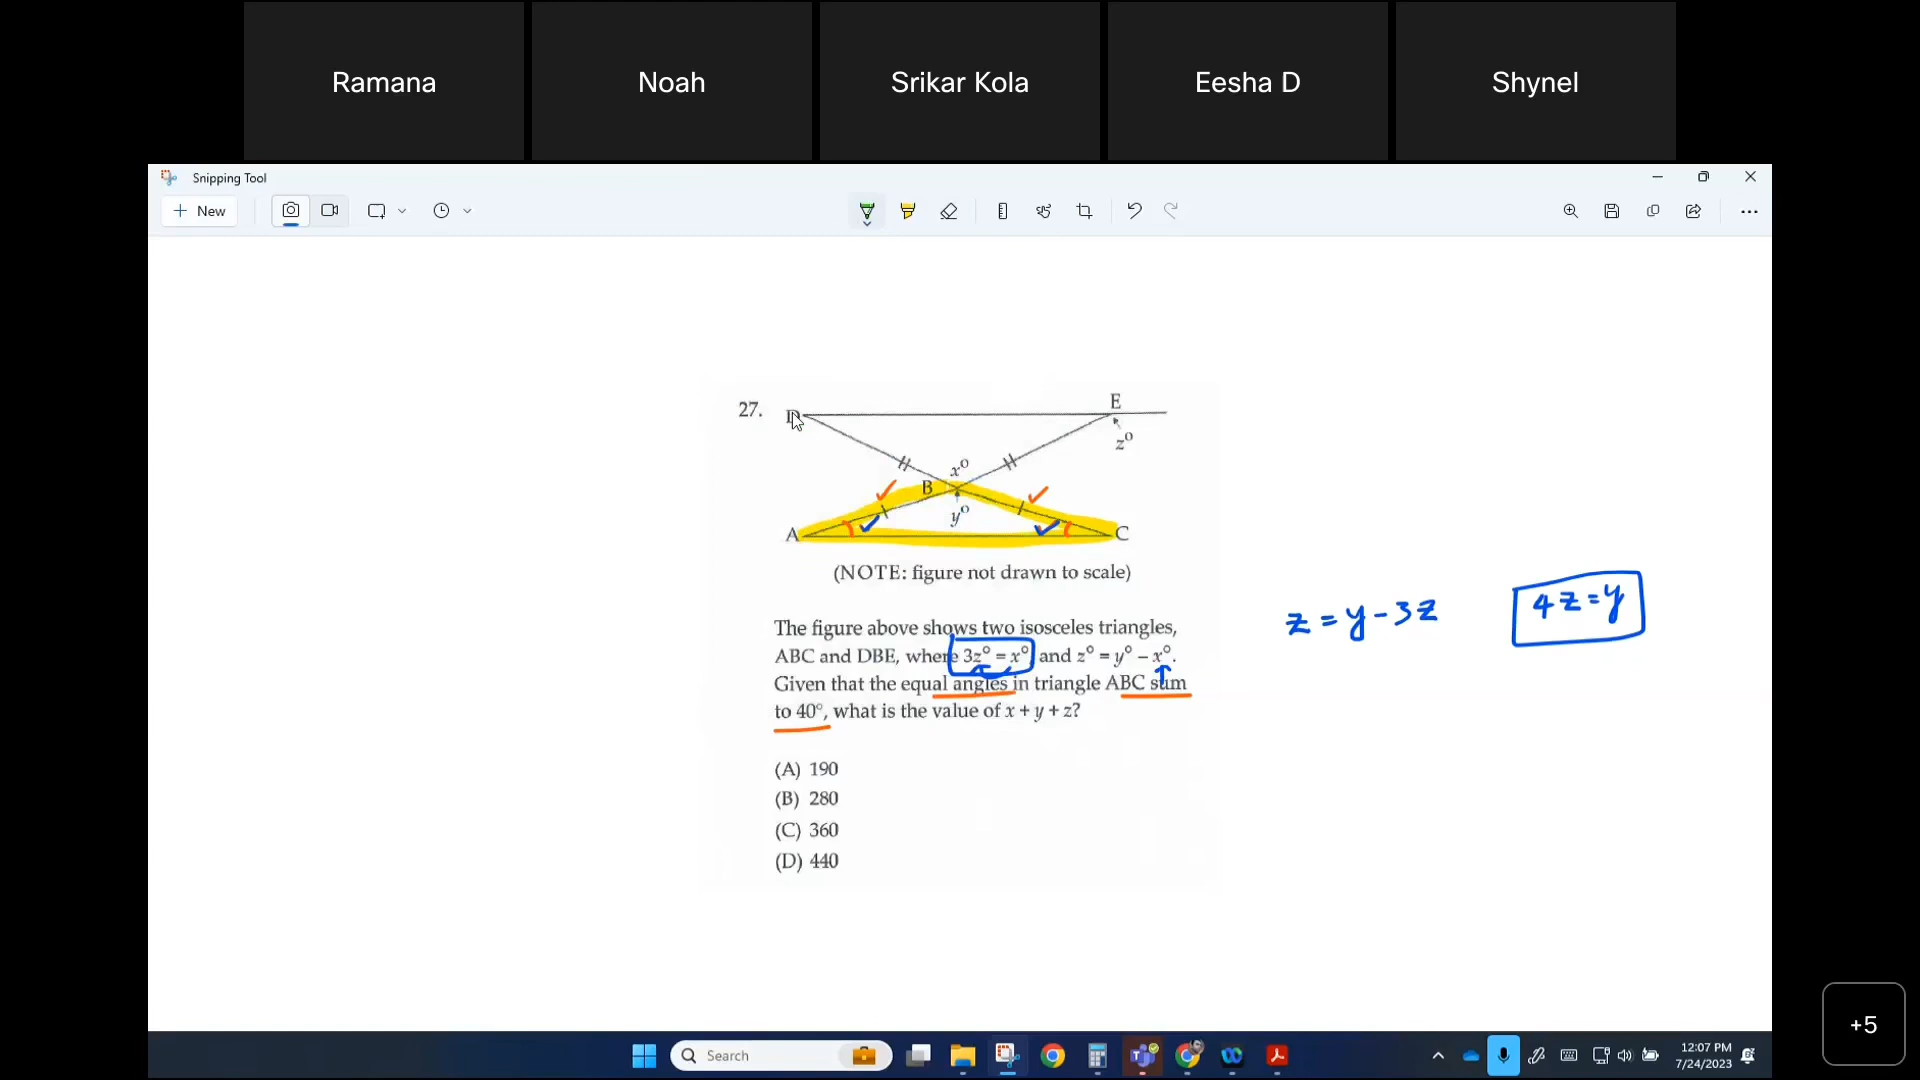 Ramana
Noah
Srikar Kola
Eesha D
Shynel
Snipping Tool
New
27.
D
E
z°
x°
B
y°
A
C
(NOTE: figure not drawn to scale)
The figure above shows two isosceles triangles,
ABC and DBE, where 3z° = x° and z° = y° – x°.
Given that the equal angles in triangle ABC sum
to 40°, what is the value of x + y + z?
(A) 190
(B) 280
(C) 360
(D) 440
z = y - 3z
4z = y
+5
Search
12:07 PM
7/24/2023